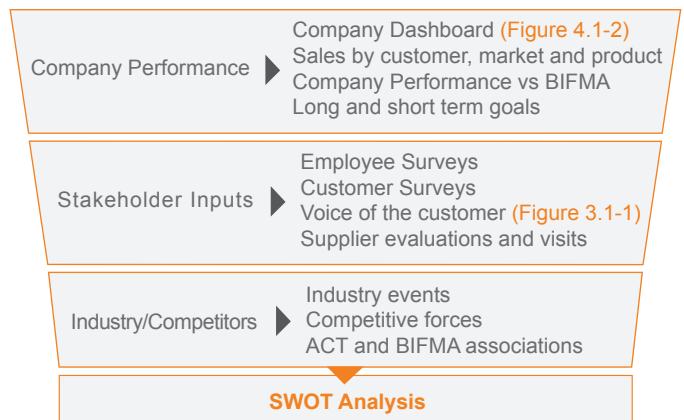 Company Performance
Company Dashboard (Figure 4.1-2)
Sales by customer, market and product
Company Performance vs BIFMA
Long and short term goals
Stakeholder Inputs
Employee Surveys
Customer Surveys
Voice of the customer (Figure 3.1-1)
Supplier evaluations and visits
Industry/Competitors
Industry events
Competitive forces
ACT and BIFMA associations
SWOT Analysis